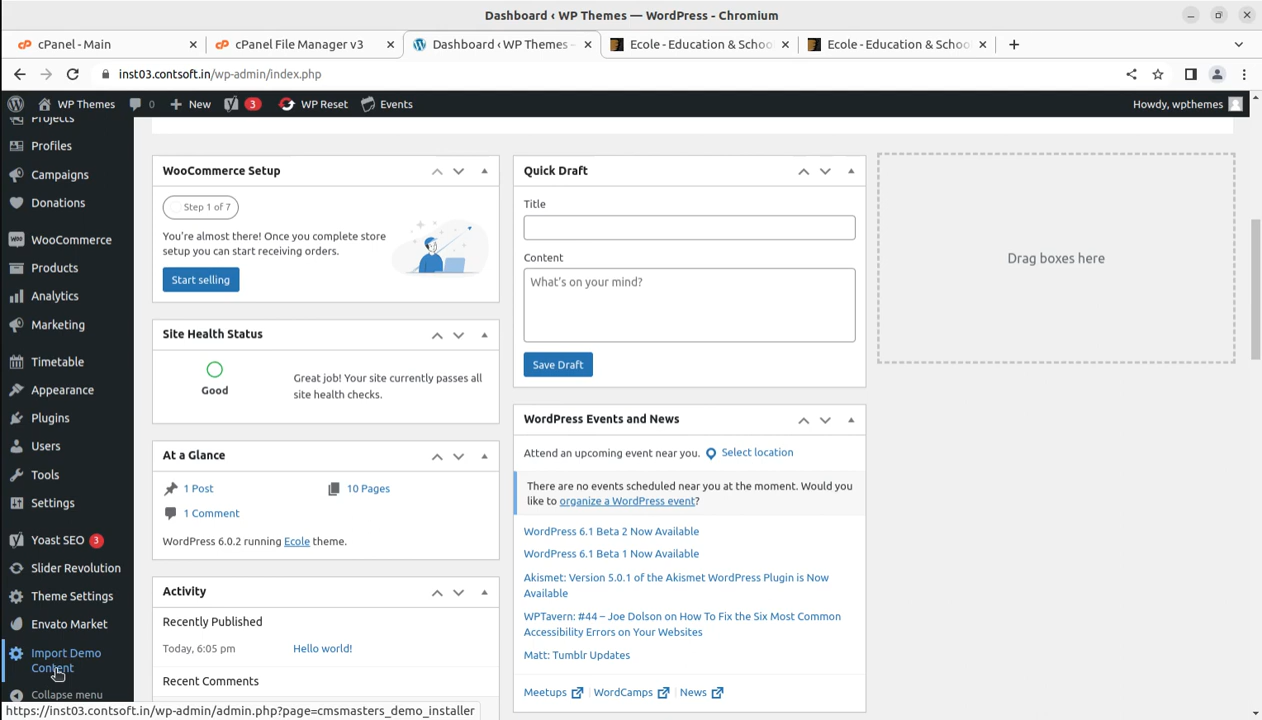 Dashboard ‹ WP Themes — WordPress - Chromium
cPanel - Main
cPanel File Manager v3
Dashboard ‹ WP Themes -
Ecole - Education & Schoo
Ecole - Education & Schoo
inst03.contsoft.in/wp-admin/index.php
WP Themes
0
New
3
WP Reset
Events
Howdy, wpthemes
Projects
Profiles
Campaigns
Donations
WooCommerce
Products
Analytics
Marketing
Timetable
Appearance
Plugins
Users
Tools
Settings
Yoast SEO 3
Slider Revolution
Theme Settings
Envato Market
Import Demo
Content
Collapse menu
WooCommerce Setup
Step 1 of 7
You're almost there! Once you complete store
setup you can start receiving orders.
Start selling
Site Health Status
Good
Great job! Your site currently passes all
site health checks.
At a Glance
1 Post
10 Pages
1 Comment
WordPress 6.0.2 running Ecole theme.
Activity
Recently Published
Today, 6:05 pm
Hello world!
Recent Comments
Quick Draft
Title
Content
What's on your mind?
Save Draft
WordPress Events and News
Attend an upcoming event near you. Select location
There are no events scheduled near you at the moment. Would you
like to organize a WordPress event?
WordPress 6.1 Beta 2 Now Available
WordPress 6.1 Beta 1 Now Available
Akismet: Version 5.0.1 of the Akismet WordPress Plugin is Now
Available
WPTavern: #44 – Joe Dolson on How To Fix the Six Most Common
Accessibility Errors on Your Websites
Matt: Tumblr Updates
Meetups
WordCamps
News
Drag boxes here
https://inst03.contsoft.in/wp-admin/admin.php?page=cmsmasters_demo_installer